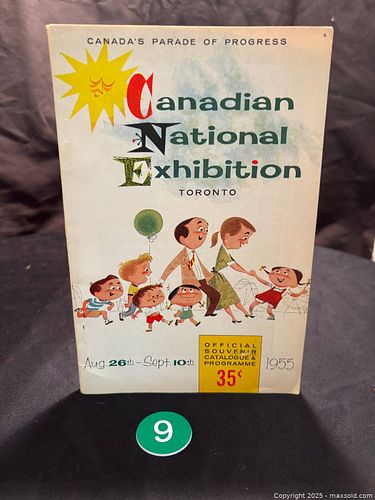 CANADA'S PARADE OF PROGRESS
Canadian
National
Exhibition
TORONTO
OFFICIAL
SOUVENIR
CATALOGUE &
PROGRAMME
35¢
Aug. 26th - Sept. 10th
1955
9
Copyright 2025 - maxsold.com